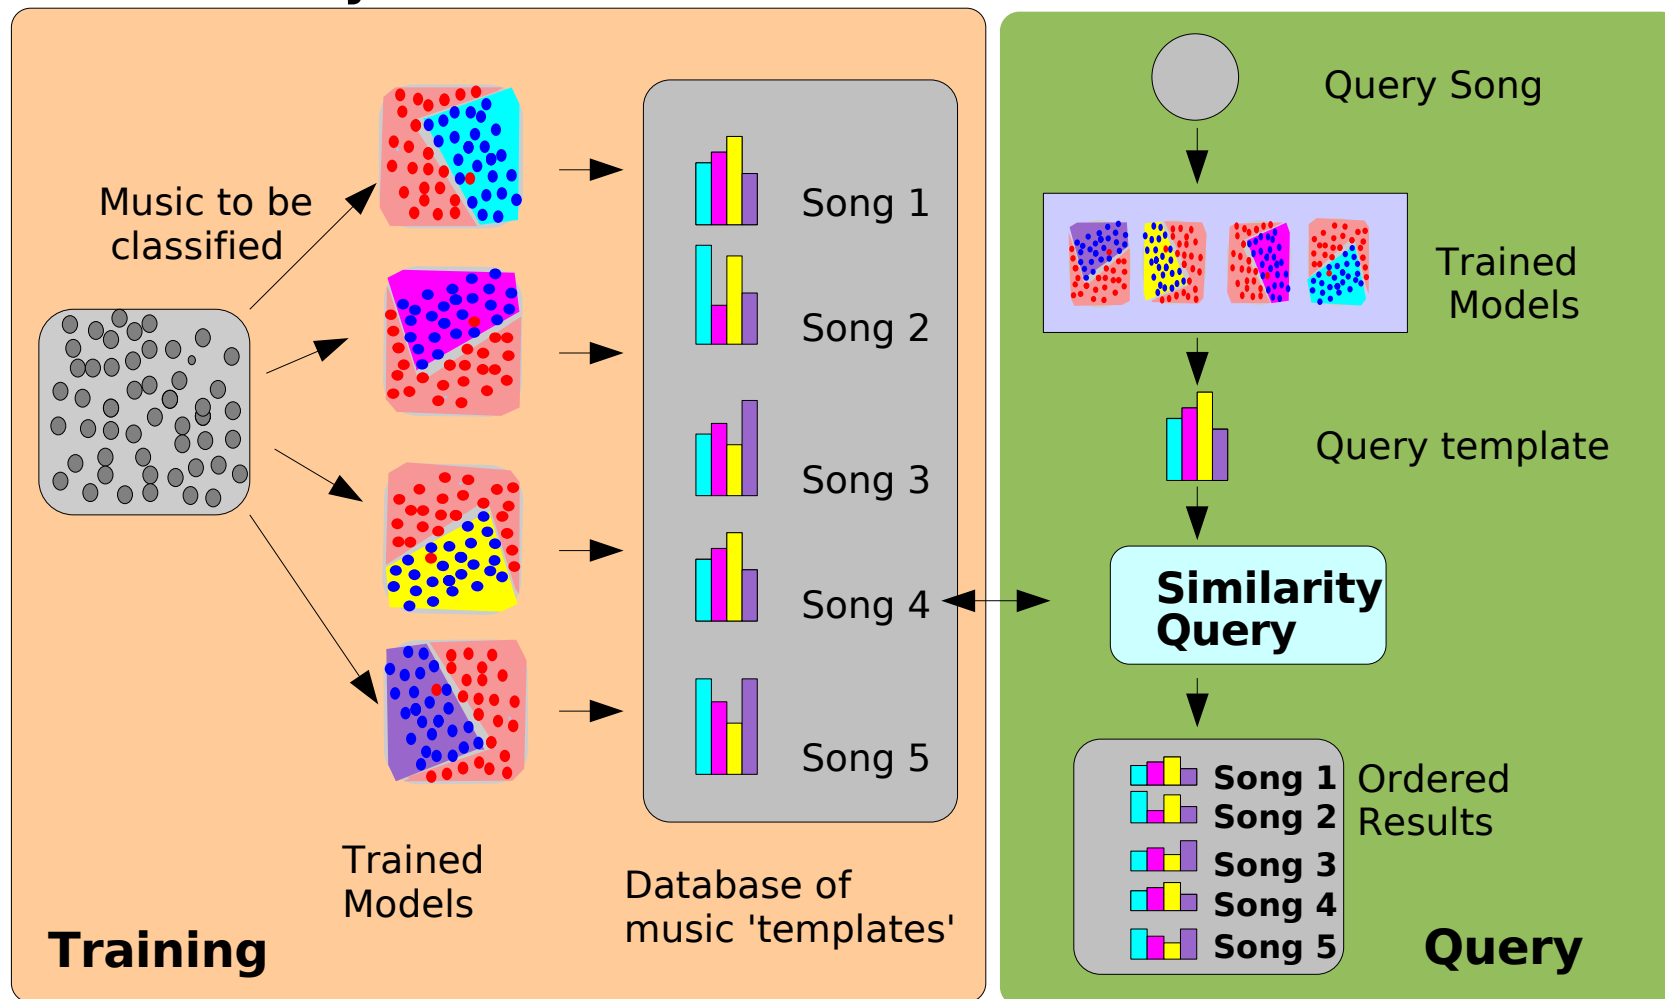 Music to be
classified
Trained
Models
Training
Song 1
Song 2
Song 3
Song 4
Song 5
Database of
music 'templates'
Query Song
Trained
Models
Query template
Similarity
Query
Song 1
Song 2
Song 3
Song 4
Song 5
Ordered
Results
Query